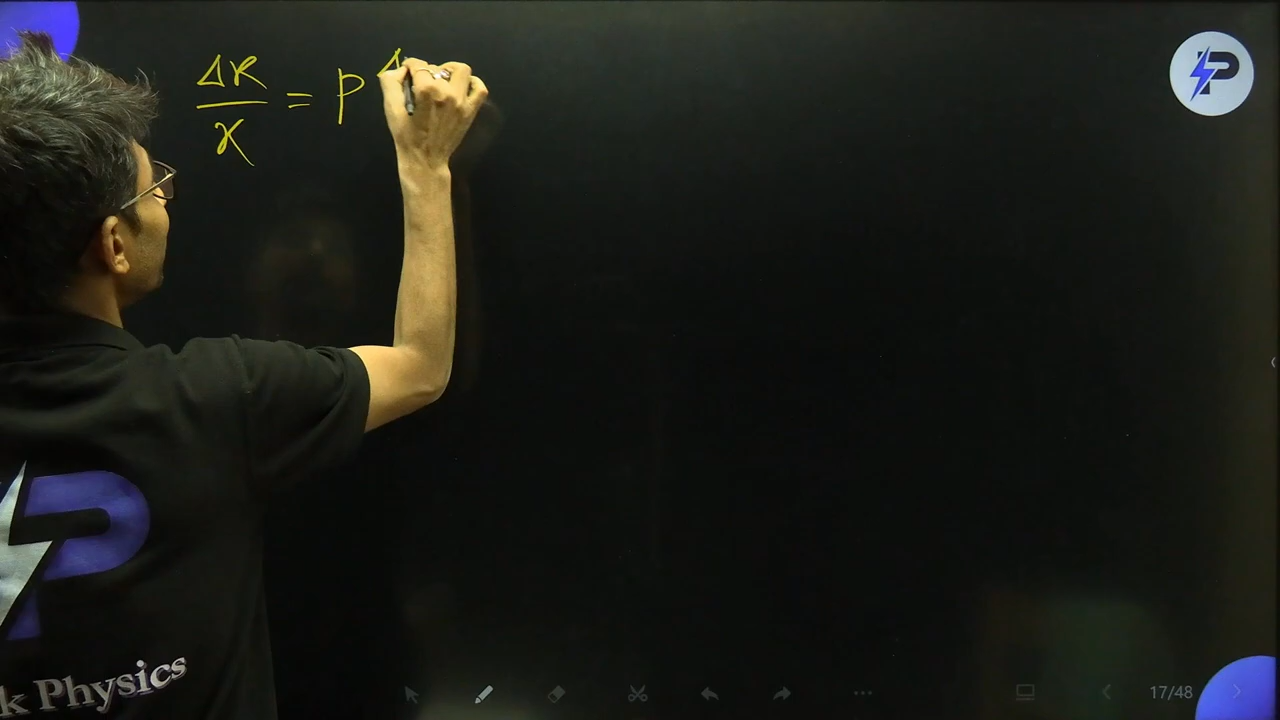 Δx/x = p Δ
k Physics
P
P
17/48